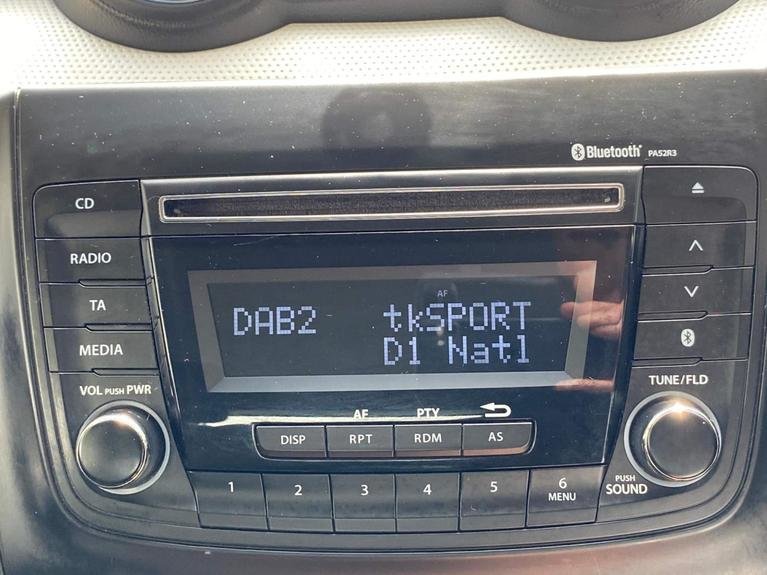 Bluetooth PA52R3
CD
RADIO
TA
MEDIA
VOL PUSH PWR
AF
DAB2 tkSPORT
D1 Natl
TUNE/FLD
AF PTY
DISP RPT RDM AS
1 2 3 4 5 6
MENU
PUSH
SOUND